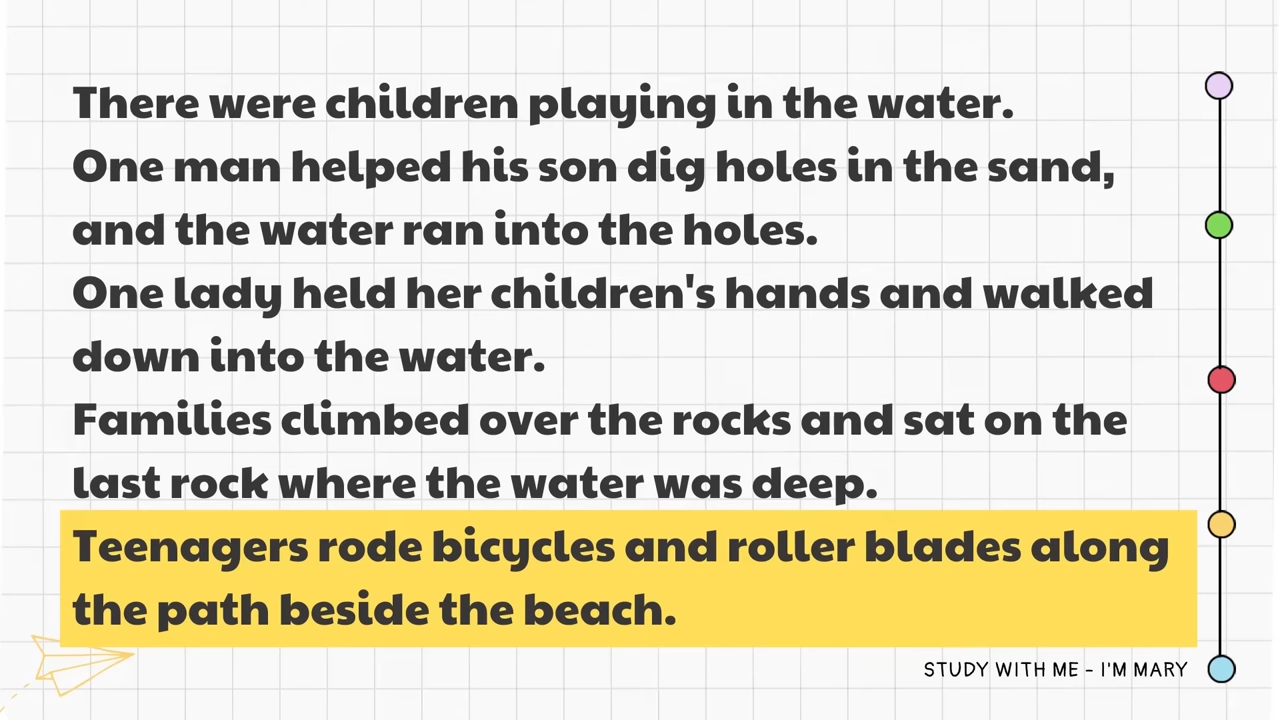 There were children playing in the water.
One man helped his son dig holes in the sand,
and the water ran into the holes.
One lady held her children's hands and walked
down into the water.
Families climbed over the rocks and sat on the
last rock where the water was deep.
Teenagers rode bicycles and roller blades along
the path beside the beach.
STUDY WITH ME - I'M MARY